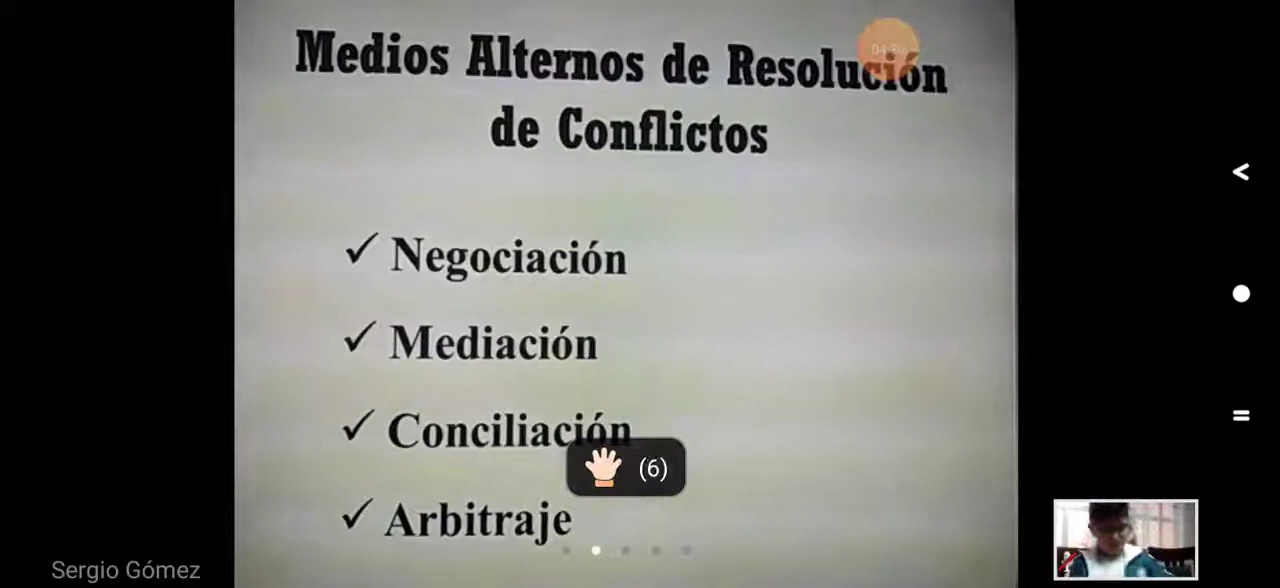 Medios Alternos de Resolución
de Conflictos
✓ Negociación
✓ Mediación
✓ Conciliación
(6)
✓ Arbitraje
Sergio Gómez